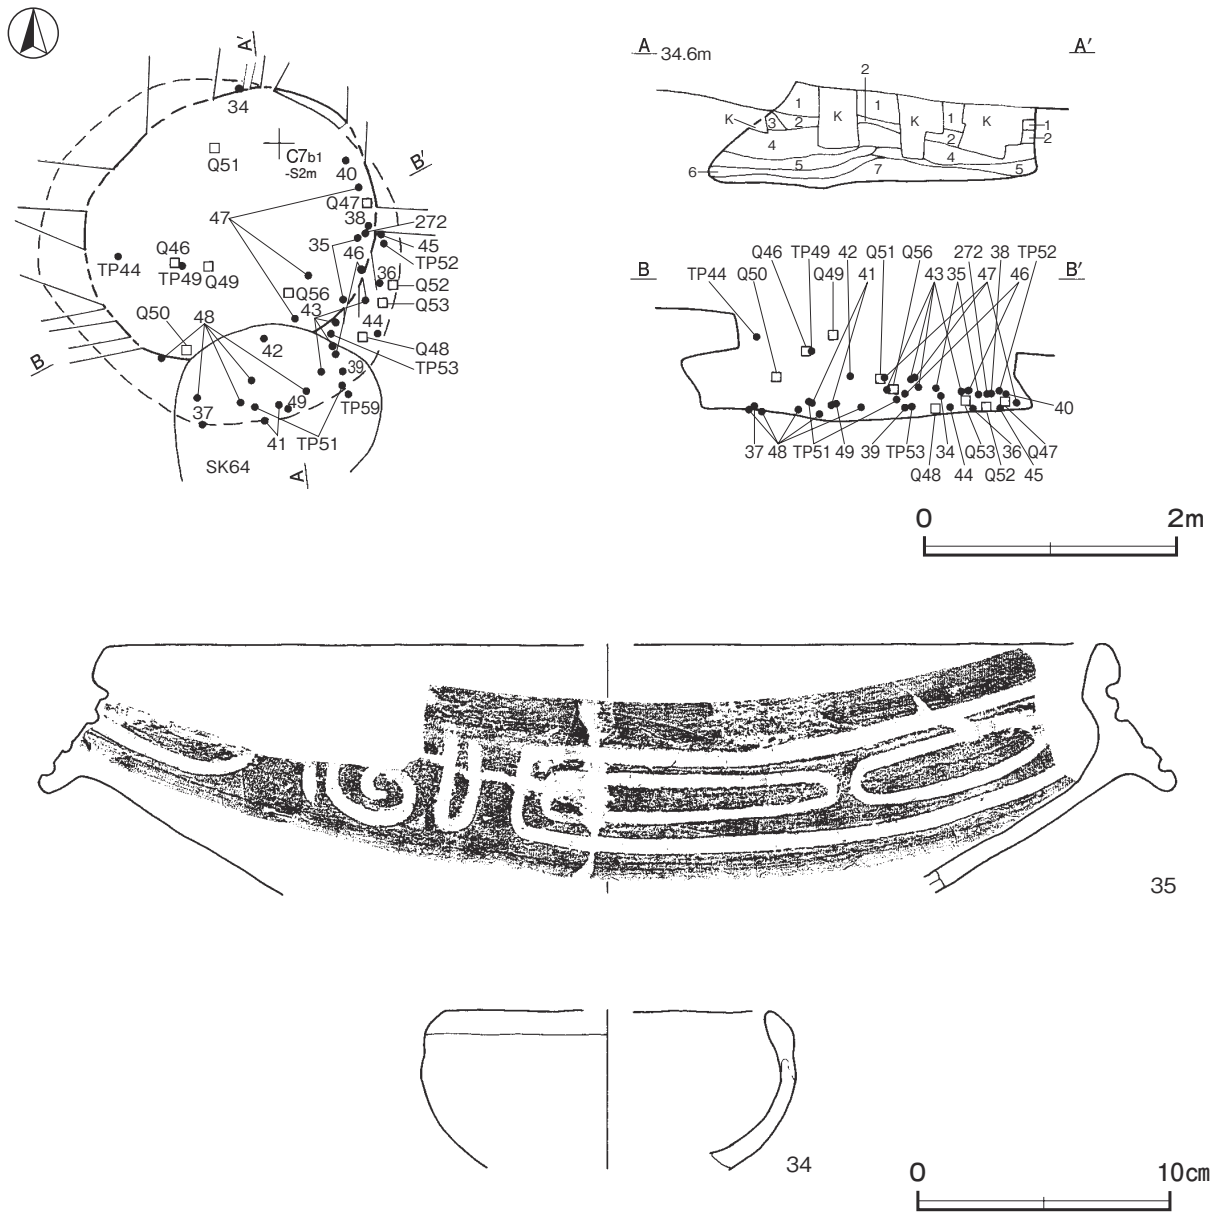 A'
34
Q51
C7b1
-S2m
B'
40
Q47
47
38
272
35
46
45
TP52
Q46
TP44
TP49
Q49
36
Q52
Q56
Q53
Q50
48
43
44
42
Q48
TP53
39
37
49
TP59
41
TP51
SK64
B
A
A 34.6m A'
2
1
1
1
K
K
K
K
3
2
2
1
2
4
4
5
5
6
7
B B'
Q46 TP49 42 Q51 Q56 272 38 TP52
TP44 Q50 Q49 41 43 35 47 46
40
37 48 TP51 49 39 TP53 34 Q53 36 Q47
Q48 44 Q52 45
0 2m
35
34
0 10cm